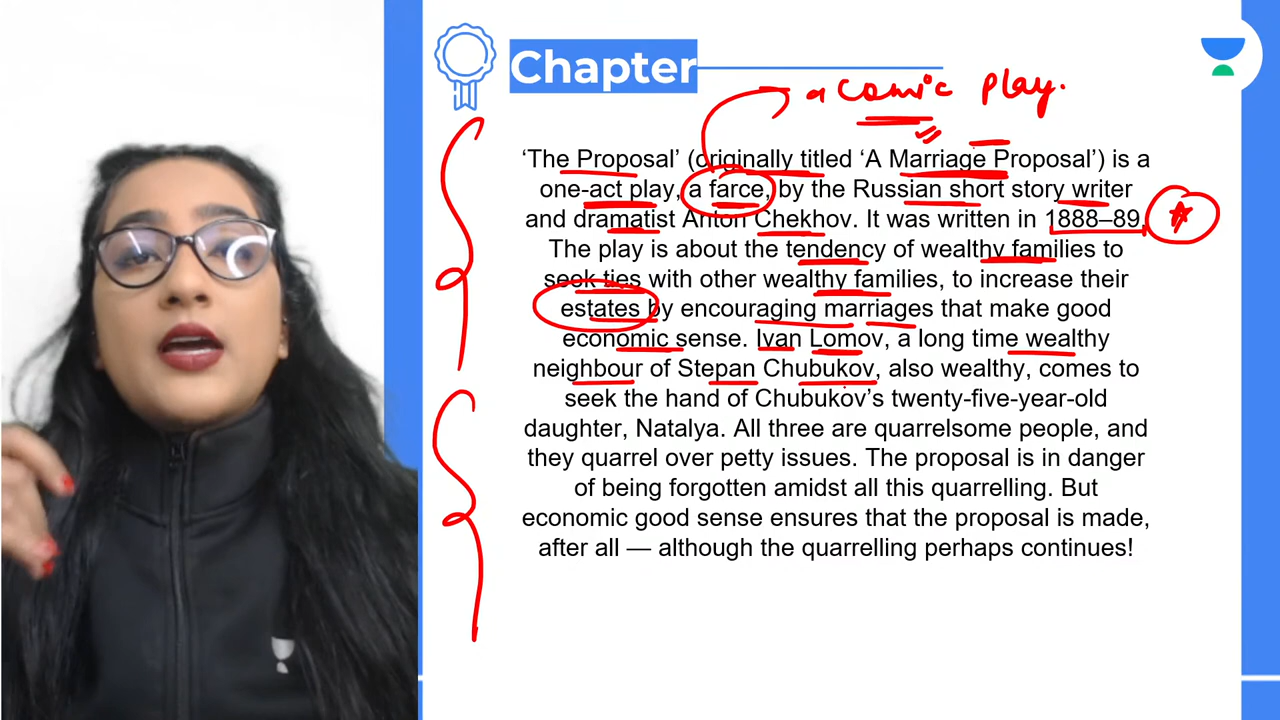 Chapter
a comic play.
‘The Proposal’ (originally titled ‘A Marriage Proposal’) is a
one-act play, a farce, by the Russian short story writer
and dramatist Anton Chekhov. It was written in 1888–89.
The play is about the tendency of wealthy families to
seek ties with other wealthy families, to increase their
estates by encouraging marriages that make good
economic sense. Ivan Lomov, a long time wealthy
neighbour of Stepan Chubukov, also wealthy, comes to
seek the hand of Chubukov’s twenty-five-year-old
daughter, Natalya. All three are quarrelsome people, and
they quarrel over petty issues. The proposal is in danger
of being forgotten amidst all this quarrelling. But
economic good sense ensures that the proposal is made,
after all — although the quarrelling perhaps continues!